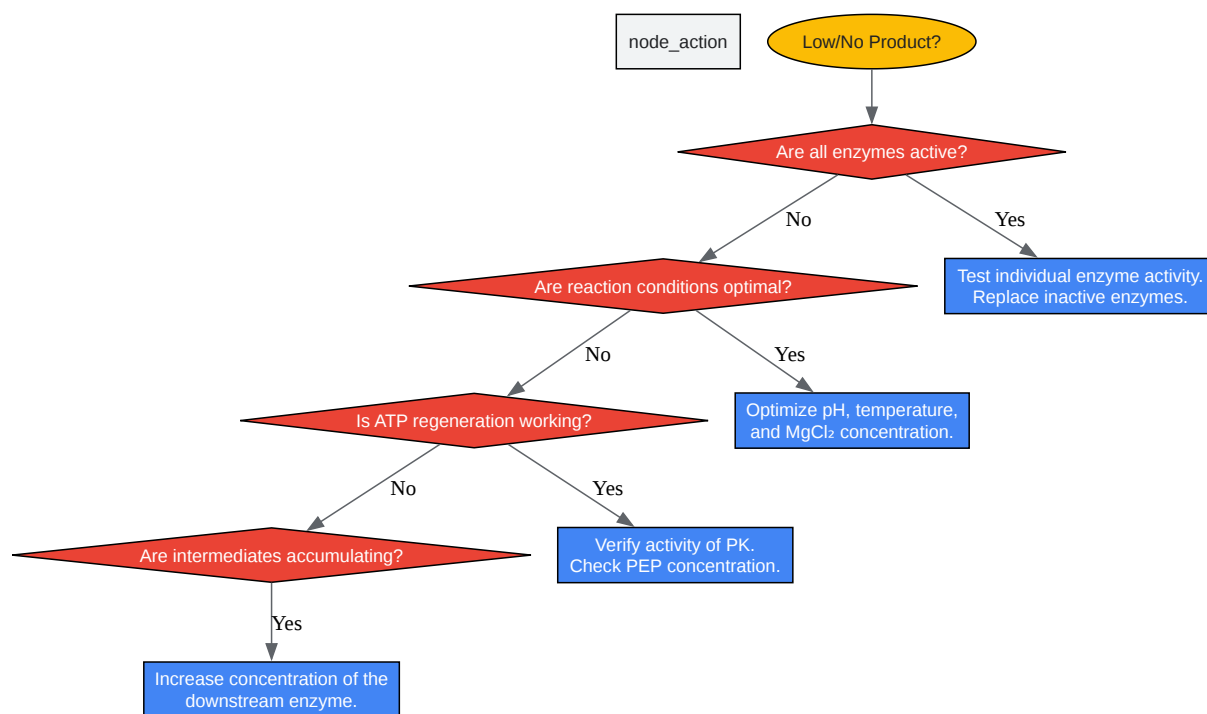 node_action
Low/No Product?
Are all enzymes active?
No
Yes
Are reaction conditions optimal?
Test individual enzyme activity.
Replace inactive enzymes.
No
Yes
Is ATP regeneration working?
Optimize pH, temperature,
and MgCl₂ concentration.
No
Yes
Are intermediates accumulating?
Verify activity of PK.
Check PEP concentration.
Yes
Increase concentration of the
downstream enzyme.